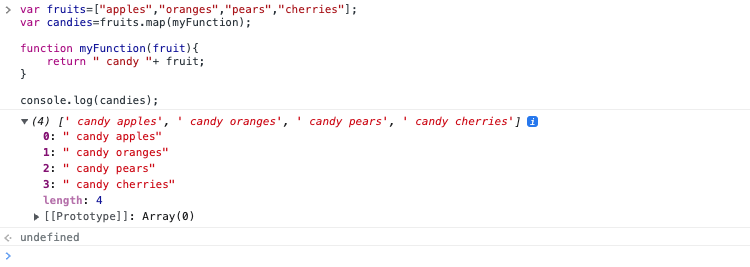 var fruits=["apples","oranges","pears","cherries"];
var candies=fruits.map(myFunction);
function myFunction(fruit){
return " candy "+ fruit;
}
console.log(candies);
(4) [' candy apples', ' candy oranges', ' candy pears', ' candy cherries'] i
0: " candy apples"
1: " candy oranges"
2: " candy pears"
3: " candy cherries"
length: 4
[[Prototype]]: Array(0)
undefined